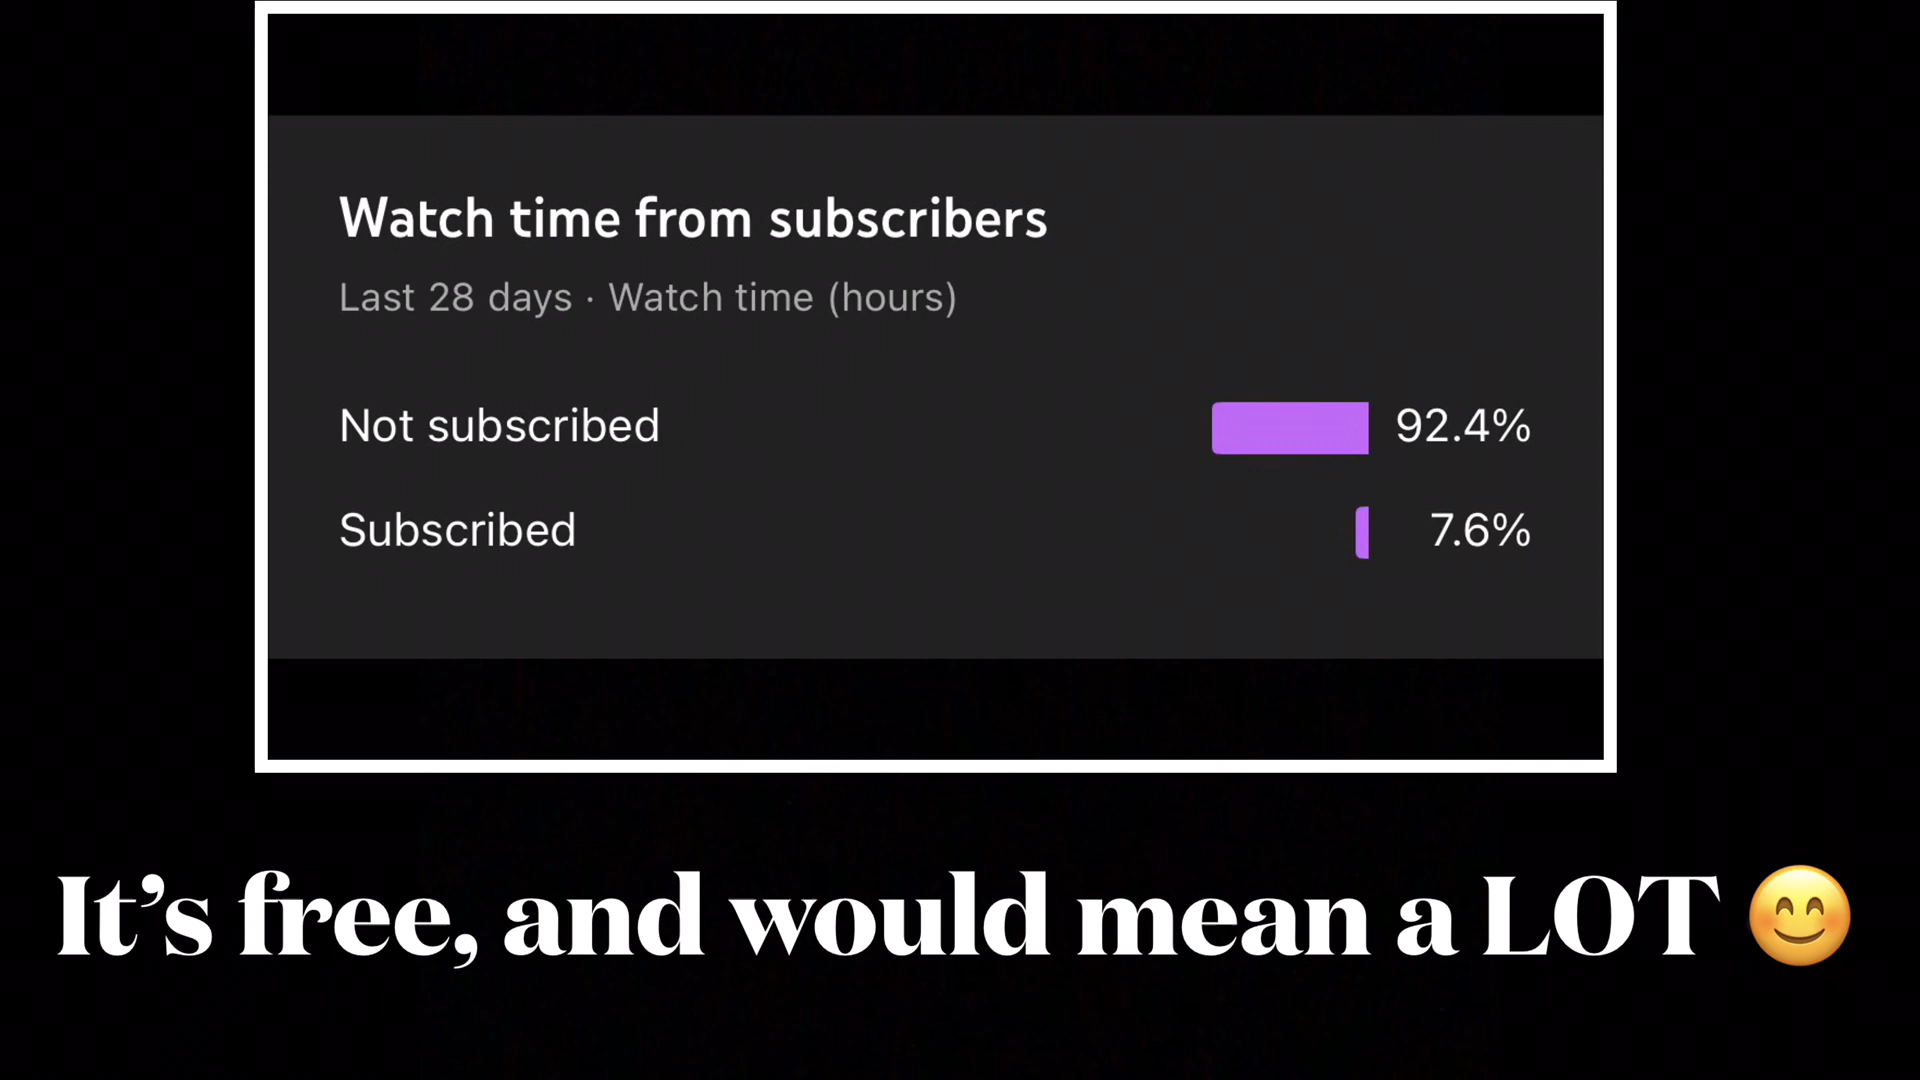 Watch time from subscribers
Last 28 days · Watch time (hours)
Not subscribed 92.4%
Subscribed 7.6%
It’s free, and would mean a LOT 😊